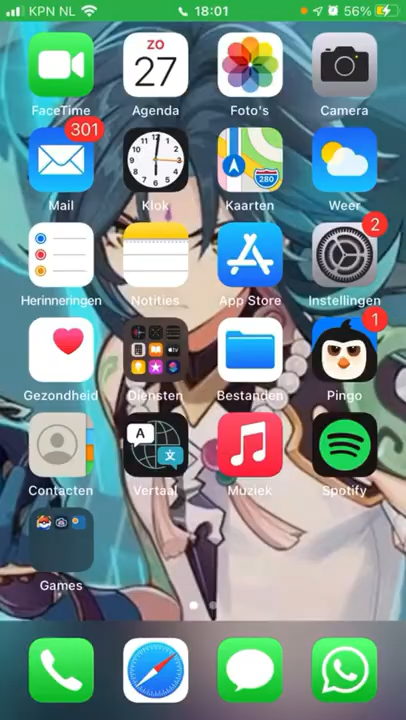 KPN NL 18:01 56%
ZO
27
FaceTime Agenda Foto's Camera
301
12
Mail Klok Kaarten Weer
280
2
Herinneringen Notities App Store Instellingen
1
Gezondheid Diensten Bestanden Pingo
A
文
Contacten Vertaal Muziek Spotify
Games